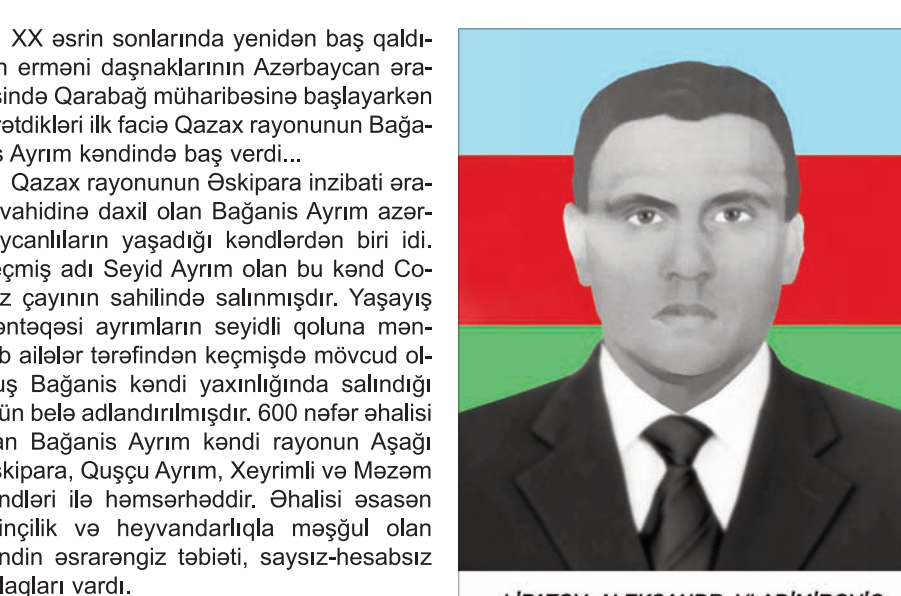 XX əsrin sonlarında yenidən baş qaldı-
erməni daşnaklarının Azərbaycan əra-
sində Qarabağ müharibəsinə başlayarkən
ilk faciə Qazax rayonunun Bağa-
Ayrım kəndində baş verdi...
Qazax rayonunun Əskipara inzibati əra-
vahidinə daxil olan Bağanis Ayrım azər-
ycanlıların yaşadığı kəndlərdən biri idi.
eçmiş adı Seyid Ayrım olan bu kənd Co-
z çayının sahilində salınmışdır. Yaşayış
əntəqəsi ayrımların seyidli qoluna mən-
b ailələr tərəfindən keçmişdə mövcud ol-
uş Bağanis kəndi yaxınlığında salındığı
ün belə adlandırılmışdır. 600 nəfər əhalisi
an Bağanis Ayrım kəndi rayonun Aşağı
skipara, Quşçu Ayrım, Xeyrimli və Məzəm
ndləri ilə həmsərhəddir. Əhalisi əsasən
inçilik və heyvandarlıqla məşğul olan
ndin əsrarəngiz təbiəti, saysız-hesabsız
laqları vardı.